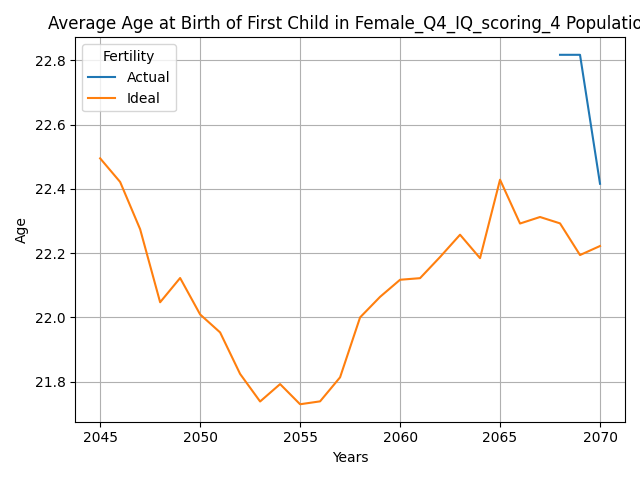 Average Age at Birth of First Child in Female_Q4_IQ_scoring_4 Populatio
Fertility
Actual
Ideal
22.8
22.6
22.4
22.2
22.0
21.8
Age
2045 2050 2055 2060 2065 2070
Years